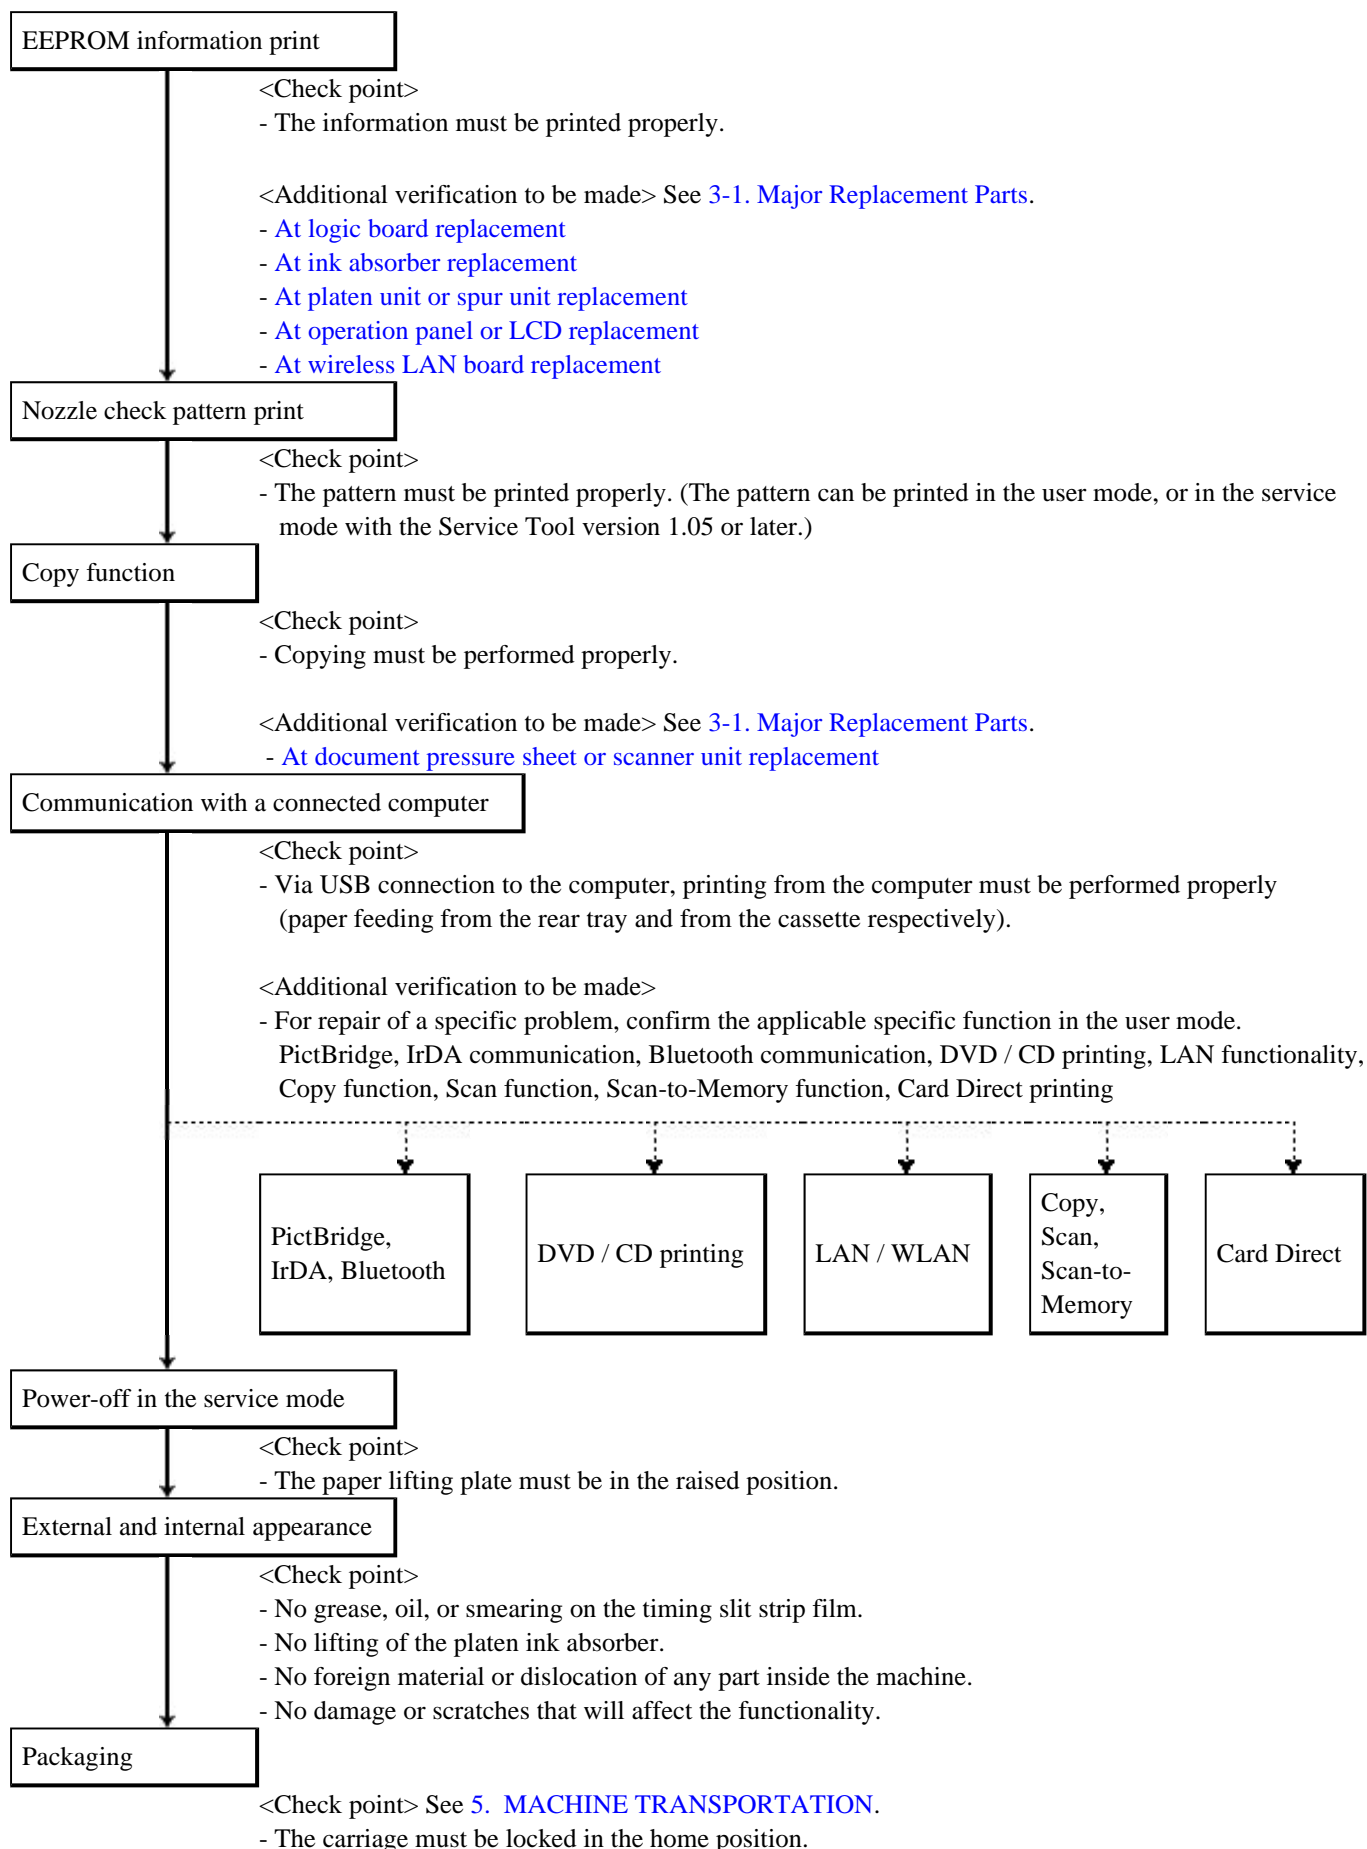 EEPROM information print
<Check point>
- The information must be printed properly.
<Additional verification to be made> See 3-1. Major Replacement Parts.
- At logic board replacement
- At ink absorber replacement
- At platen unit or spur unit replacement
- At operation panel or LCD replacement
- At wireless LAN board replacement
Nozzle check pattern print
<Check point>
- The pattern must be printed properly. (The pattern can be printed in the user mode, or in the service
mode with the Service Tool version 1.05 or later.)
Copy function
<Check point>
- Copying must be performed properly.
<Additional verification to be made> See 3-1. Major Replacement Parts.
- At document pressure sheet or scanner unit replacement
Communication with a connected computer
<Check point>
- Via USB connection to the computer, printing from the computer must be performed properly
(paper feeding from the rear tray and from the cassette respectively).
<Additional verification to be made>
- For repair of a specific problem, confirm the applicable specific function in the user mode.
PictBridge, IrDA communication, Bluetooth communication, DVD / CD printing, LAN functionality,
Copy function, Scan function, Scan-to-Memory function, Card Direct printing
PictBridge,
IrDA, Bluetooth
DVD / CD printing
LAN / WLAN
Copy,
Scan,
Scan-to-
Memory
Card Direct
Power-off in the service mode
<Check point>
- The paper lifting plate must be in the raised position.
External and internal appearance
<Check point>
- No grease, oil, or smearing on the timing slit strip film.
- No lifting of the platen ink absorber.
- No foreign material or dislocation of any part inside the machine.
- No damage or scratches that will affect the functionality.
Packaging
<Check point> See 5. MACHINE TRANSPORTATION.
- The carriage must be locked in the home position.